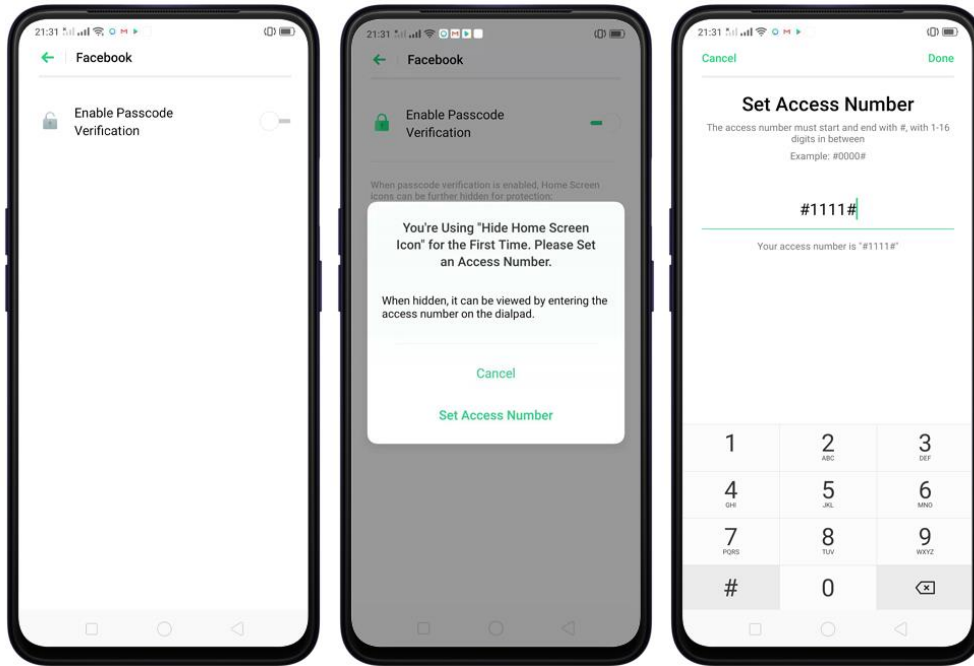 21:31
Facebook
Enable Passcode
Verification
21:31
Facebook
Enable Passcode
Verification
When passcode verification is enabled, Home Screen
icons can be further hidden for protection:
You're Using "Hide Home Screen
Icon" for the First Time. Please Set
an Access Number.
When hidden, it can be viewed by entering the
access number on the dialpad.
Cancel
Set Access Number
21:31
Cancel Done
Set Access Number
The access number must start and end with #, with 1-16
digits in between
Example: #0000#
#1111#
Your access number is "#1111#"
1 2 3
ABC DEF
4 5 6
GHI JKL MNO
7 8 9
PQRS TUV WXYZ
# 0